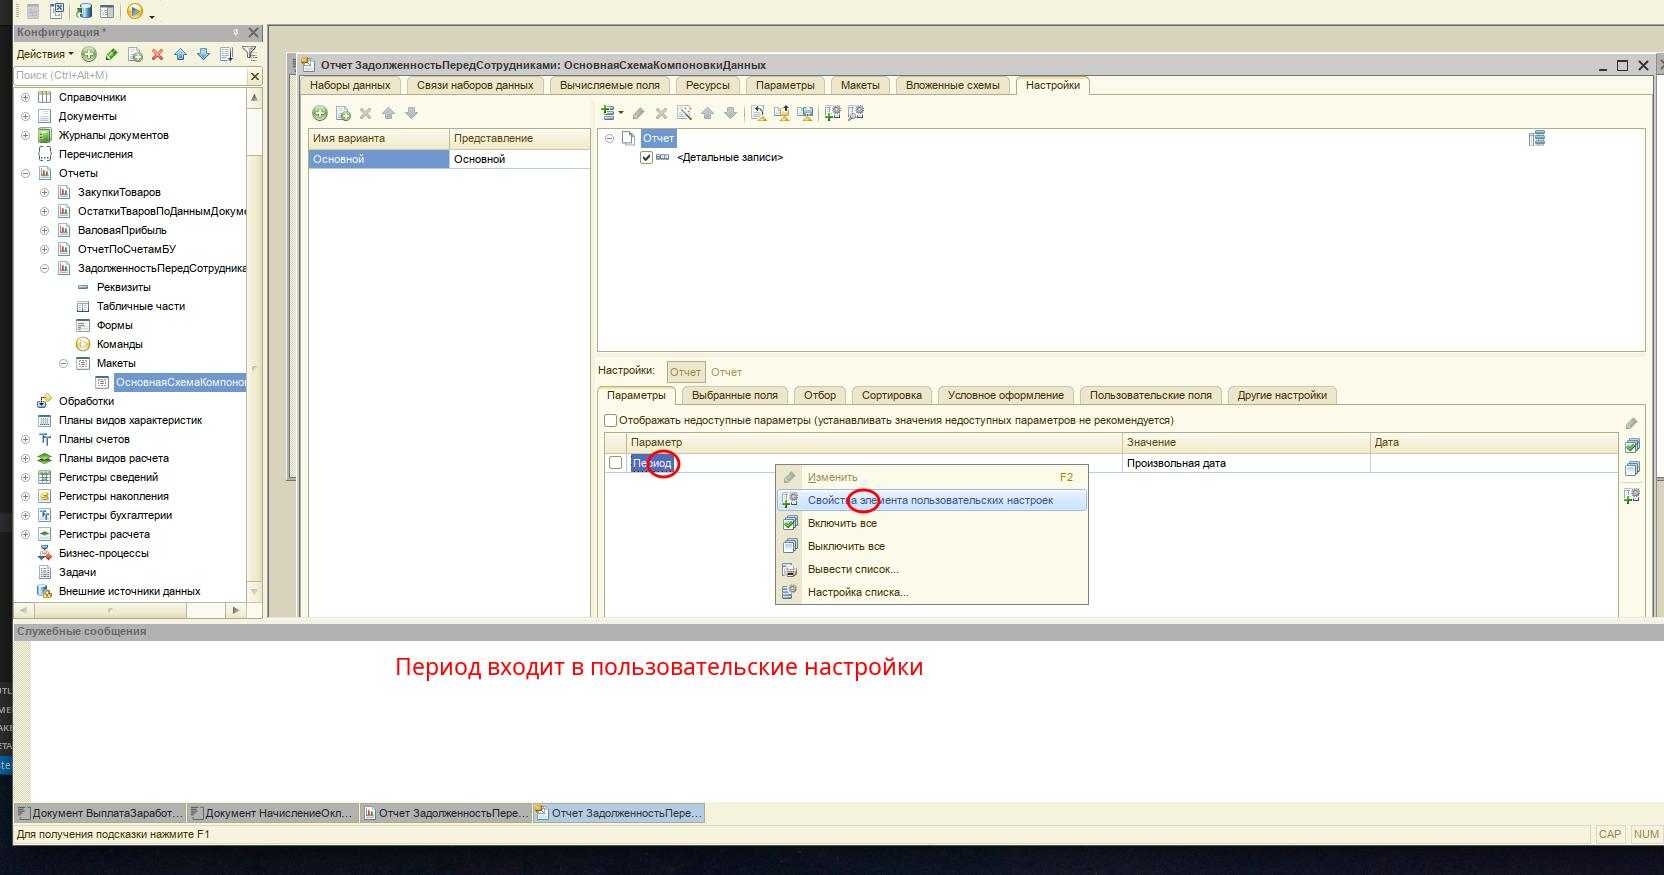 Конфигурация *
Действия
Поиск (Ctrl+Alt+M)
Справочники
Документы
Журналы документов
Перечисления
Отчеты
ЗакупкиТоваров
ОстаткиТваровПоДаннымДокуме
ВаловаяПрибыль
ОтчетПоСчетамБУ
ЗадолженностьПередСотрудника
Реквизиты
Табличные части
Формы
Команды
Макеты
ОсновнаяСхемаКомпоно
Обработки
Планы видов характеристик
Планы счетов
Планы видов расчета
Регистры сведений
Регистры накопления
Регистры бухгалтерии
Регистры расчета
Бизнес-процессы
Задачи
Внешние источники данных
Отчет ЗадолженностьПередСотрудниками: ОсновнаяСхемаКомпоновкиДанных
Наборы данных Связи наборов данных Вычисляемые поля Ресурсы Параметры Макеты Вложенные схемы Настройки
Имя варианта Представление
Основной Основной
Отчет
<Детальные записи>
Настройки: Отчет Отчет
Параметры Выбранные поля Отбор Сортировка Условное оформление Пользовательские поля Другие настройки
Отображать недоступные параметры (устанавливать значения недоступных параметров не рекомендуется)
Параметр Значение Дата
Период Произвольная дата
Изменить F2
Свойства элемента пользовательских настроек
Включить все
Выключить все
Вывести список...
Настройка списка...
Служебные сообщения
Период входит в пользовательские настройки
Документ ВыплатаЗаработ... Документ НачислениеОкл... Отчет ЗадолженностьПере... Отчет ЗадолженностьПере...
Для получения подсказки нажмите F1
CAP NUM